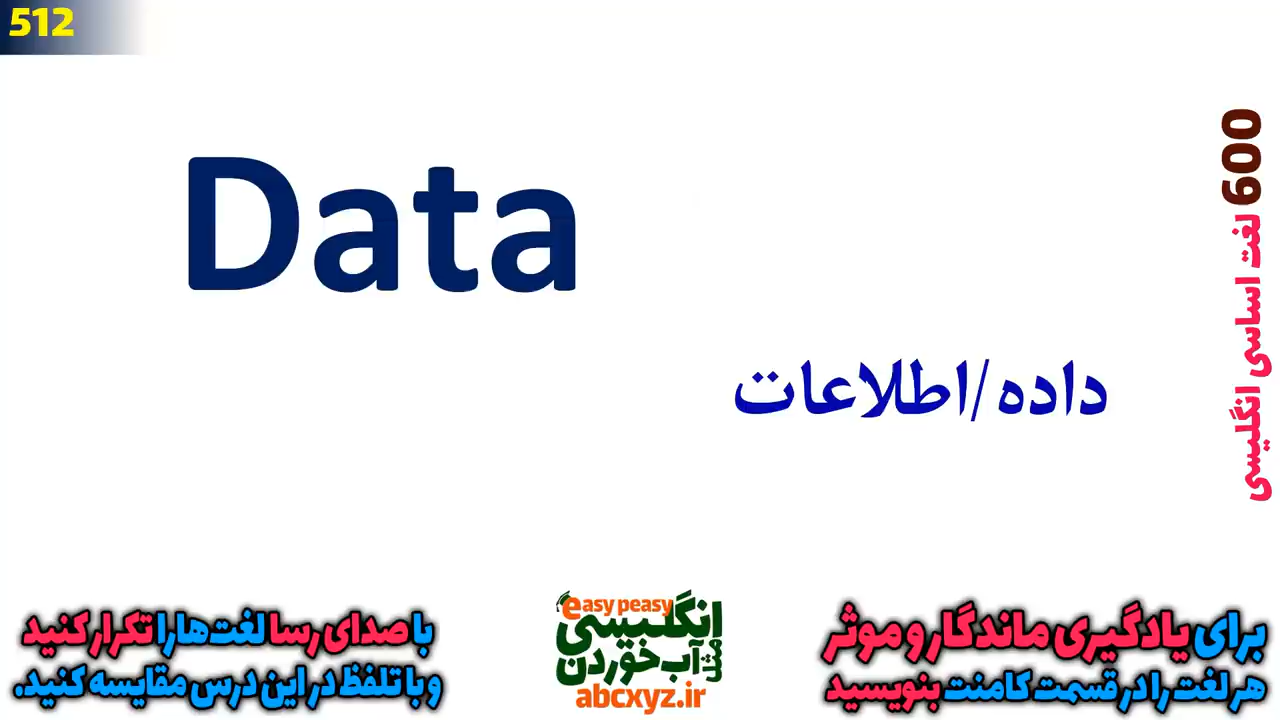 512
Data
داده/اطلاعات
600 لغت اساسی انگلیسی
با صدای رسا لغت‌ها را تکرار کنید
و با تلفظ در این درس مقایسه کنید.
easy peasy
انگلیسی
مثل آب خوردن
abcxyz.ir
برای یادگیری ماندگار و موثر
هر لغت را در قسمت کامنت بنویسید